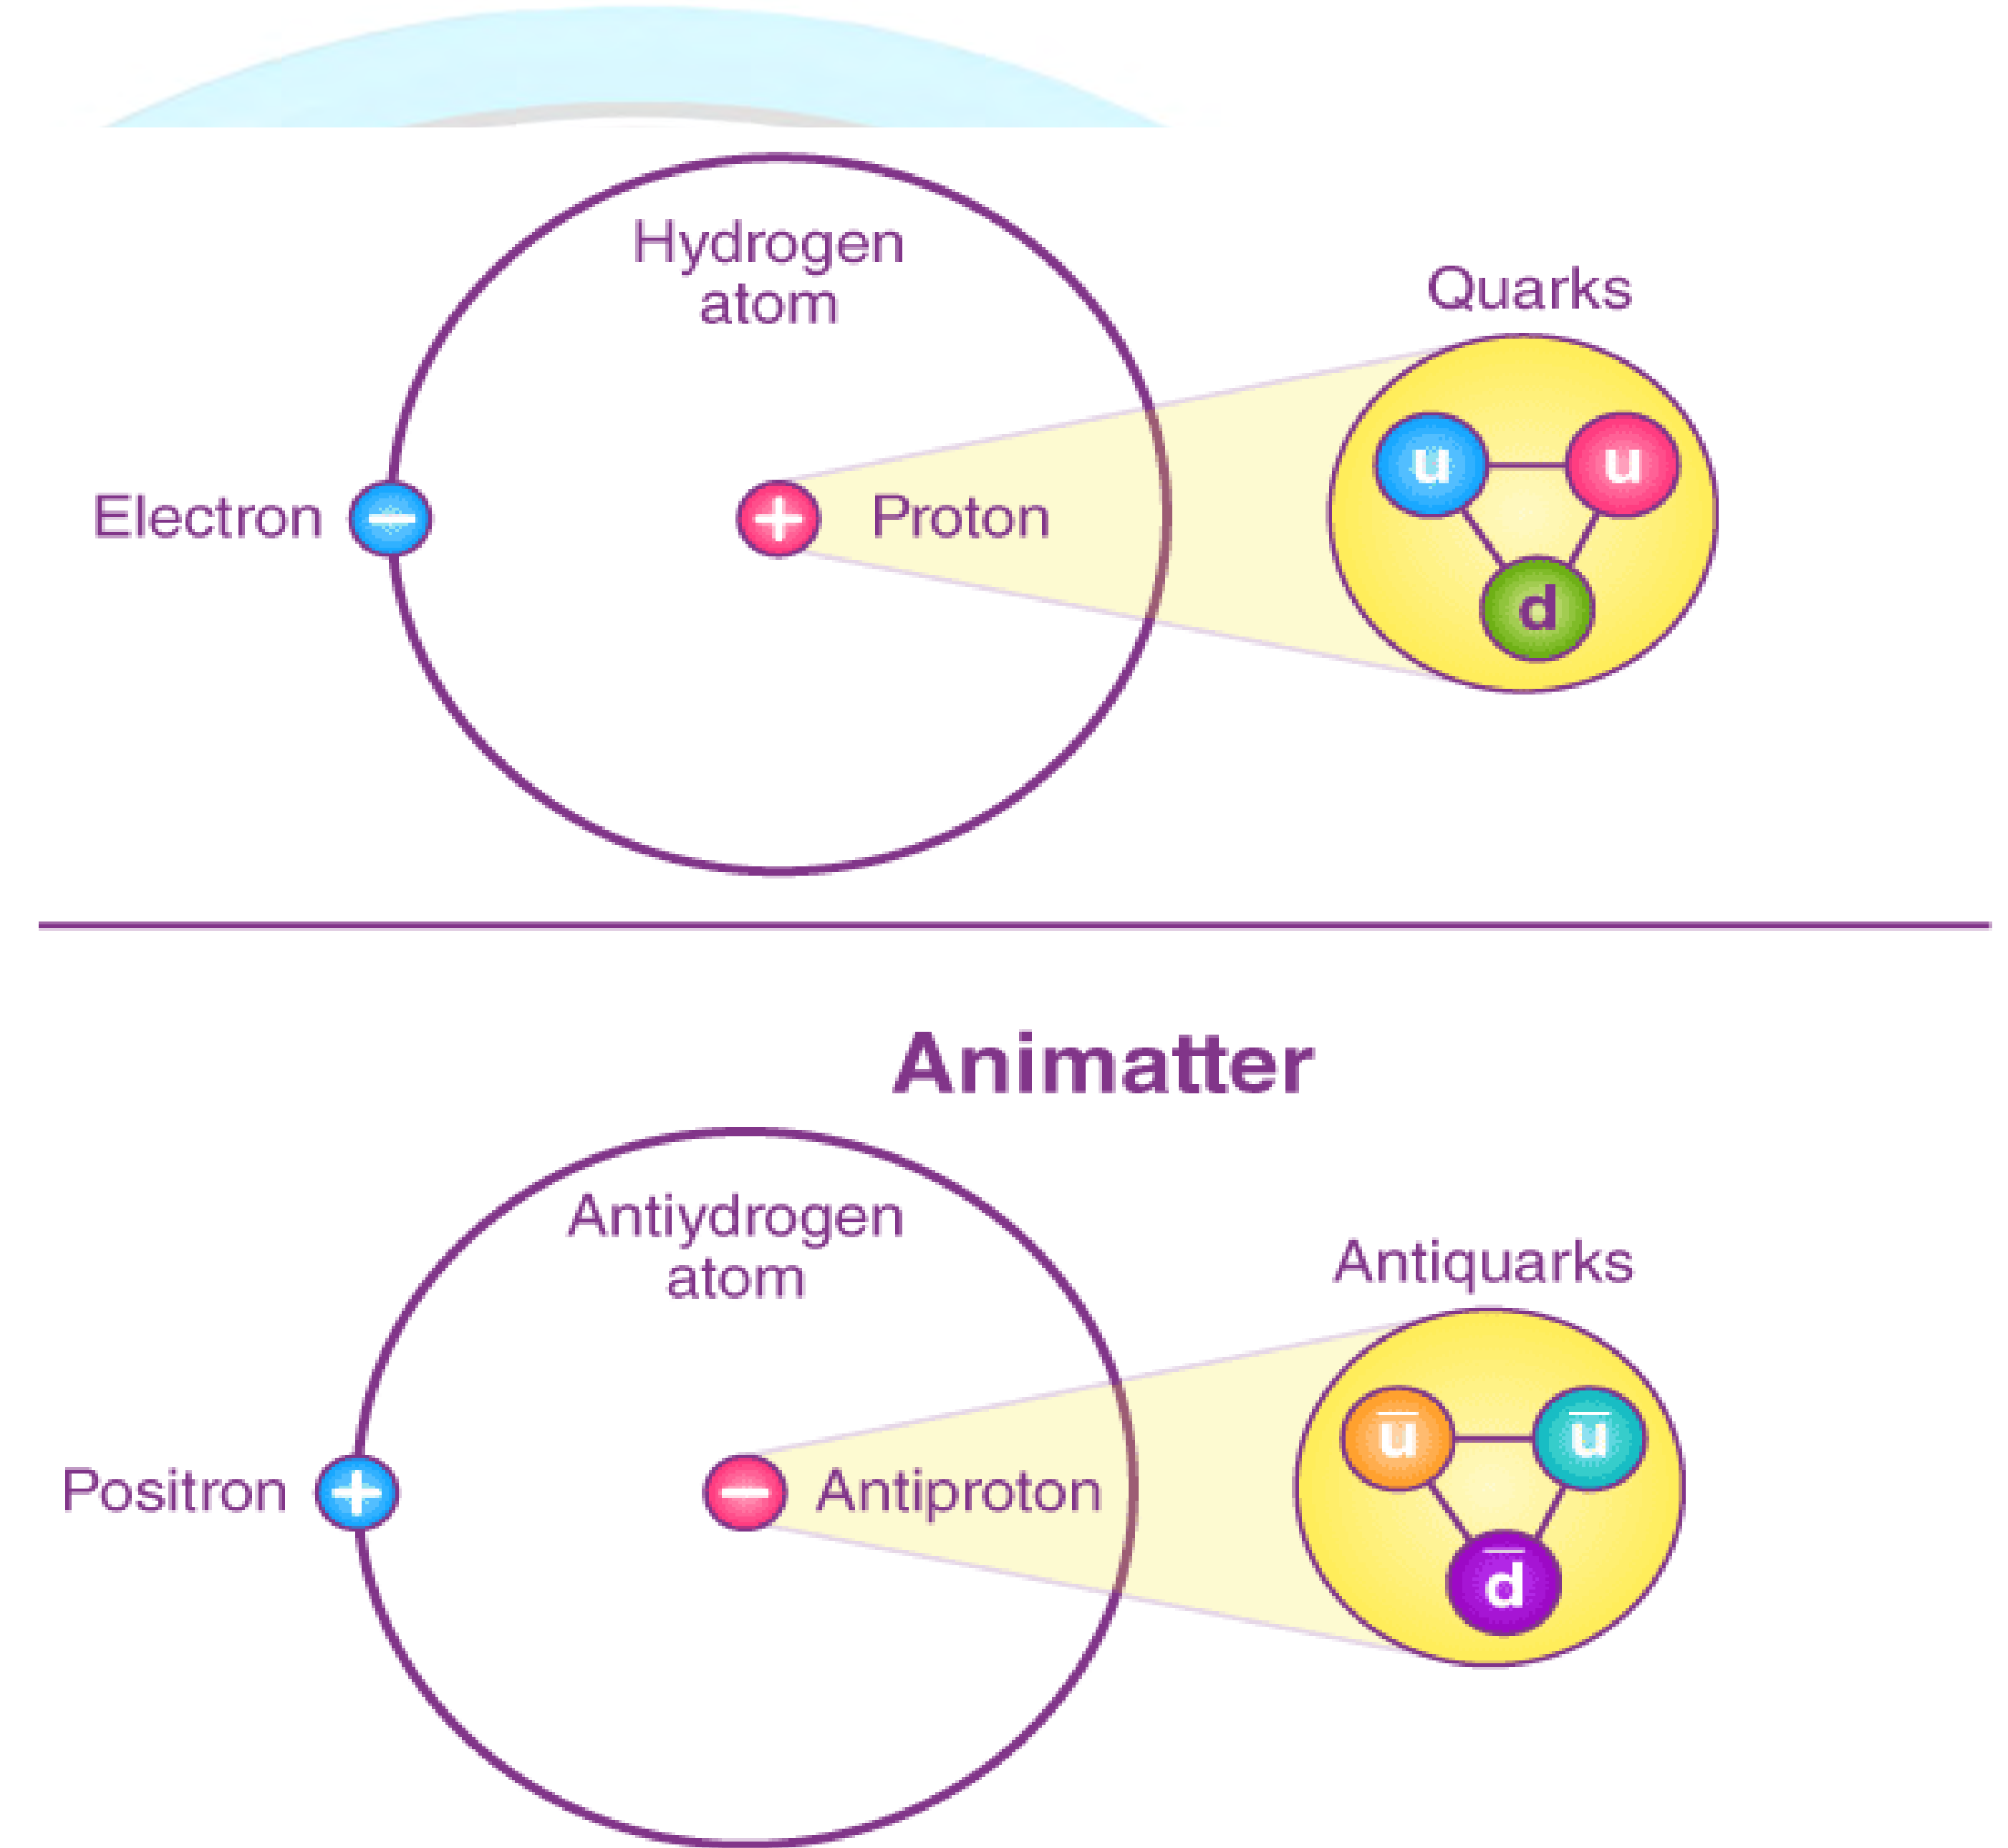 Hydrogen
atom
Quarks
u
u
Electron
−
+
Proton
d
Animatter
Antiydrogen
atom
Antiquarks
u̅
u̅
Positron
+
−
Antiproton
d̅